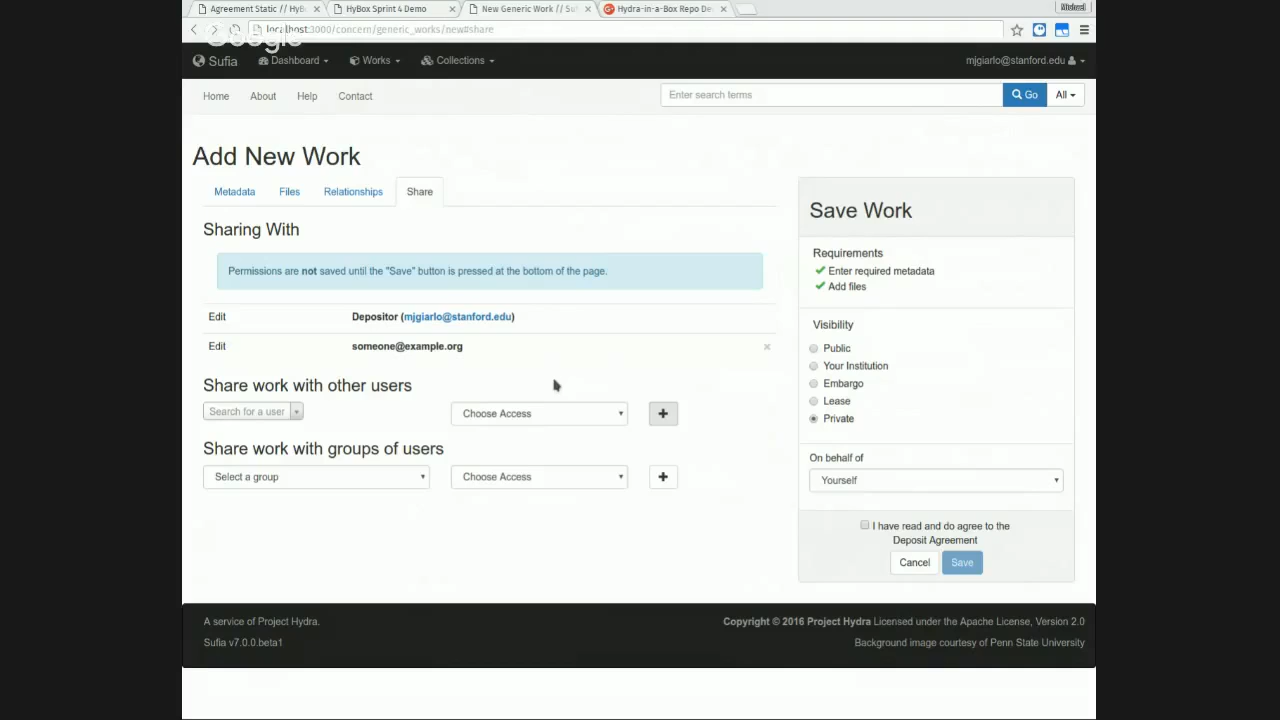 Agreement Static // HyB
HyBox Sprint 4 Demo
New Generic Work // Su
Hydra-in-a-Box Repo De
Michael
localhost:3000/concern/generic_works/new#share
Google
Sufia
Dashboard
Works
Collections
mjgiarlo@stanford.edu
Home
About
Help
Contact
Enter search terms
Go
All
Add New Work
Metadata
Files
Relationships
Share
Sharing With
Permissions are not saved until the "Save" button is pressed at the bottom of the page.
Edit Depositor (mjgiarlo@stanford.edu)
Edit someone@example.org ×
Share work with other users
Search for a user
Choose Access
+
Share work with groups of users
Select a group
Choose Access
+
Save Work
Requirements
Enter required metadata
Add files
Visibility
Public
Your Institution
Embargo
Lease
Private
On behalf of
Yourself
I have read and do agree to the
Deposit Agreement
Cancel
Save
A service of Project Hydra.
Sufia v7.0.0.beta1
Copyright © 2016 Project Hydra Licensed under the Apache License, Version 2.0
Background image courtesy of Penn State University